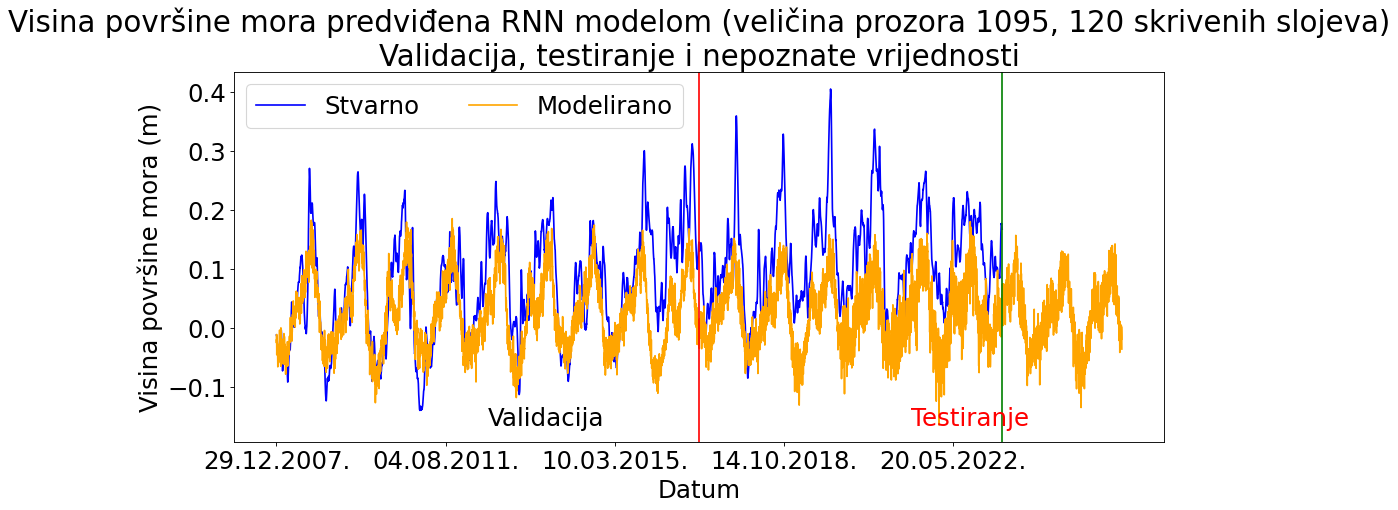 Visina površine mora predviđena RNN modelom (veličina prozora 1095, 120 skrivenih slojeva)
Validacija, testiranje i nepoznate vrijednosti
Stvarno
Modelirano
Visina površine mora (m)
0.4
0.3
0.2
0.1
0.0
−0.1
Validacija
Testiranje
29.12.2007.
04.08.2011.
10.03.2015.
14.10.2018.
20.05.2022.
Datum